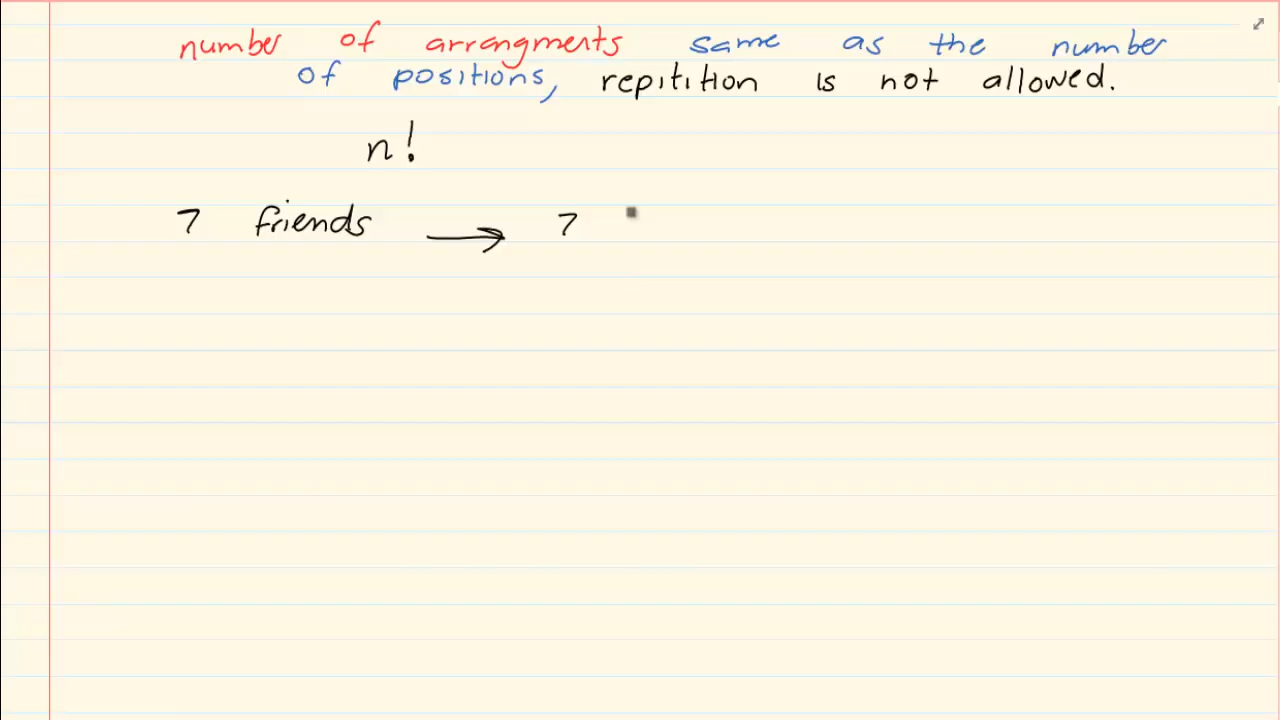 number of arrangments same as the number
of positions, repitition is not allowed.
n!
7 friends → 7